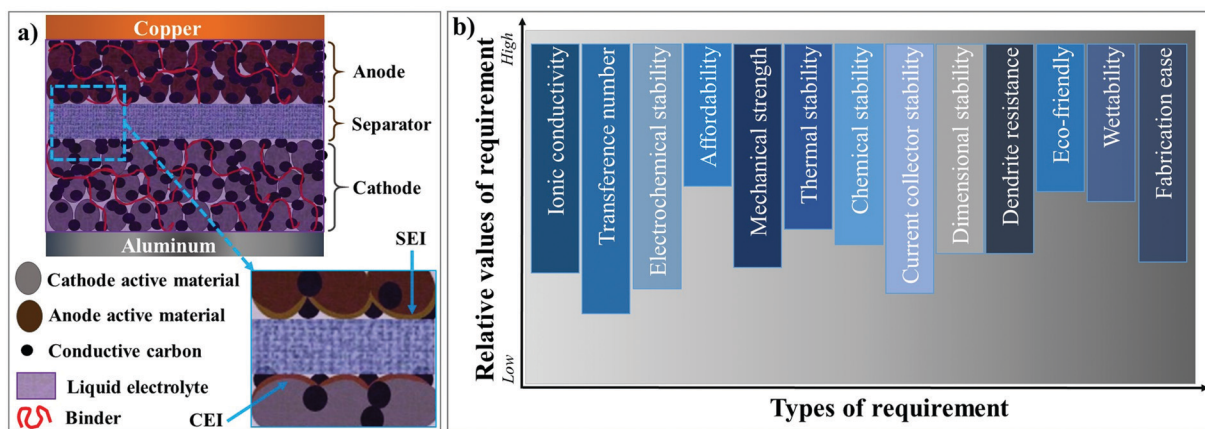 a)
Copper
Anode
Separator
Cathode
Aluminum
SEI
Cathode active material
Anode active material
Conductive carbon
Liquid electrolyte
Binder
CEI
b)
Relative values of requirement
High
Low
Ionic conductivity
Transference number
Electrochemical stability
Affordability
Mechanical strength
Thermal stability
Chemical stability
Current collector stability
Dimensional stability
Dendrite resistance
Eco-friendly
Wettability
Fabrication ease
Types of requirement